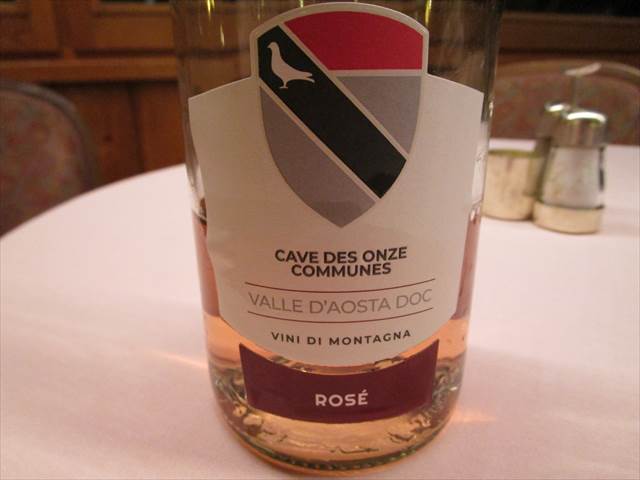 CAVE DES ONZE
COMMUNES
VALLE D'AOSTA DOC
VINI DI MONTAGNA
ROSÉ